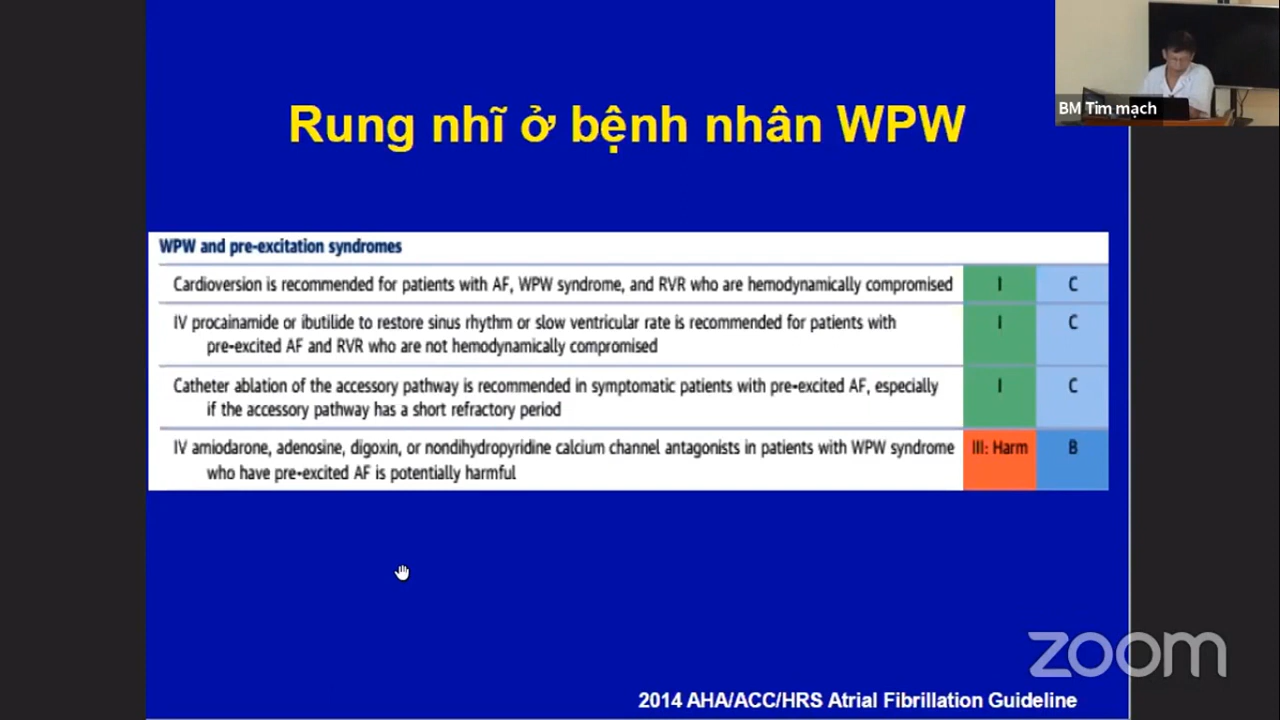 Rung nhĩ ở bệnh nhân WPW
BM Tim mạch
WPW and pre-excitation syndromes
Cardioversion is recommended for patients with AF, WPW syndrome, and RVR who are hemodynamically compromised I C
IV procainamide or ibutilide to restore sinus rhythm or slow ventricular rate is recommended for patients with I C
pre-excited AF and RVR who are not hemodynamically compromised
Catheter ablation of the accessory pathway is recommended in symptomatic patients with pre-excited AF, especially I C
if the accessory pathway has a short refractory period
IV amiodarone, adenosine, digoxin, or nondihydropyridine calcium channel antagonists in patients with WPW syndrome III: Harm B
who have pre-excited AF is potentially harmful
zoom
2014 AHA/ACC/HRS Atrial Fibrillation Guideline